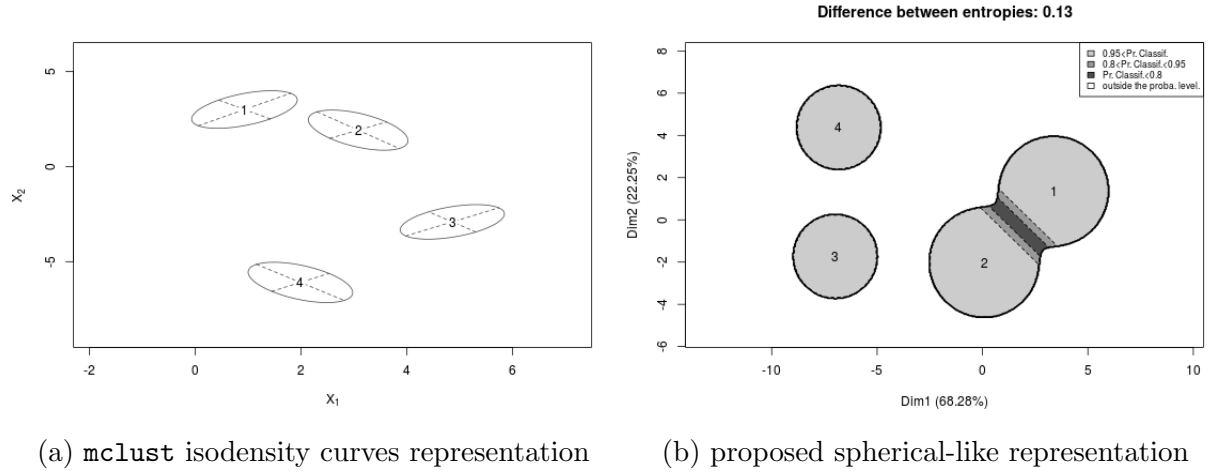 Difference between entropies: 0.13
5
0
-5
X2
1
2
3
4
-2
0
2
4
6
X1
8
6
4
2
0
-2
-4
-6
Dim2 (22.25%)
0.95<Pr. Classif.
0.8<Pr. Classif.<0.95
Pr. Classif.<0.8
outside the proba. level.
4
1
3
2
-10
-5
0
5
10
Dim1 (68.28%)
(a) mclust isodensity curves representation
(b) proposed spherical-like representation